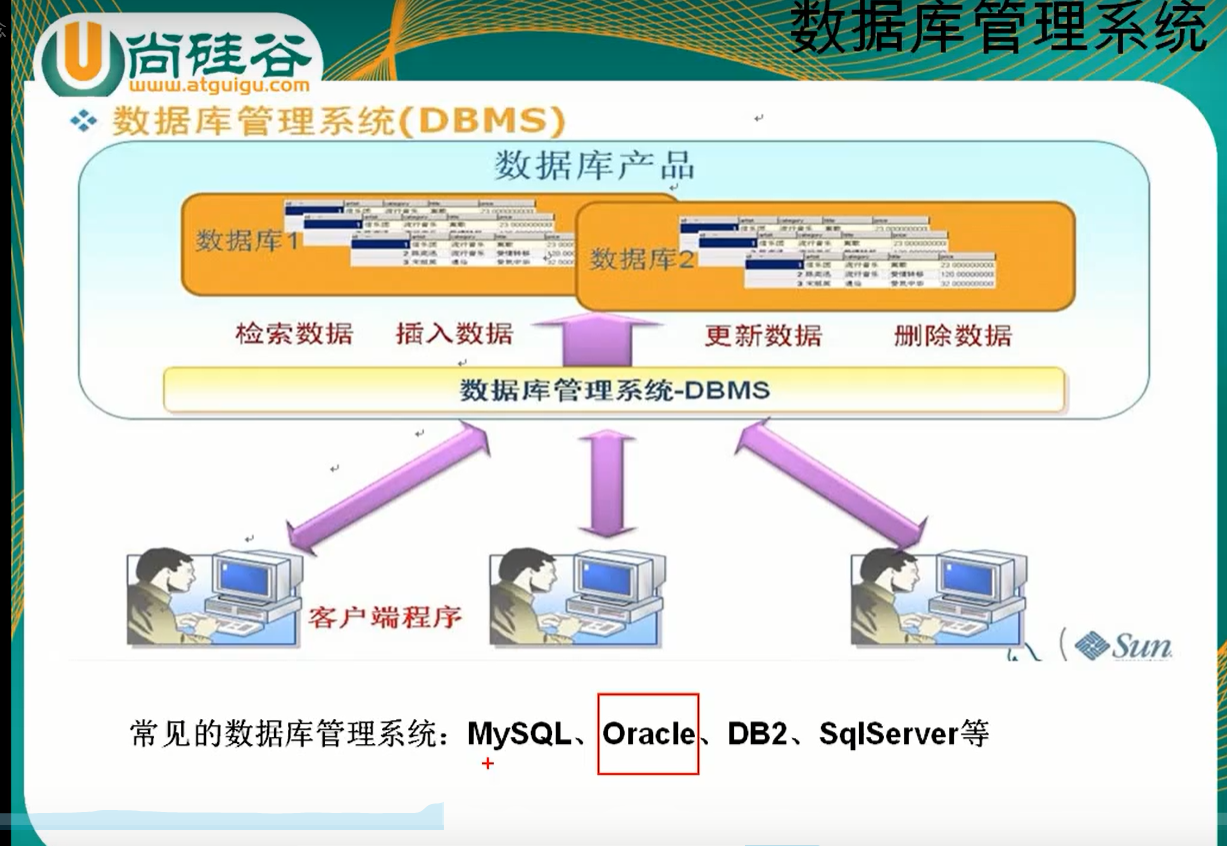 数据库管理系统
尚硅谷
www.atguigu.com
数据库管理系统(DBMS)
数据库产品
数据库1
数据库2
检索数据 插入数据 更新数据 删除数据
数据库管理系统-DBMS
客户端程序
Sun
常见的数据库管理系统：MySQL、Oracle、DB2、SqlServer等